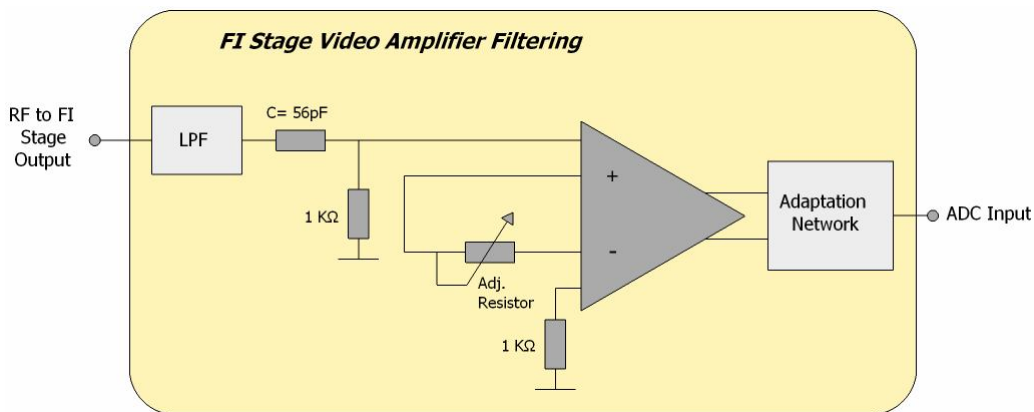 FI Stage Video Amplifier Filtering
RF to FI
Stage
Output
LPF
C= 56pF
1 KΩ
+
-
Adj.
Resistor
1 KΩ
Adaptation
Network
ADC Input